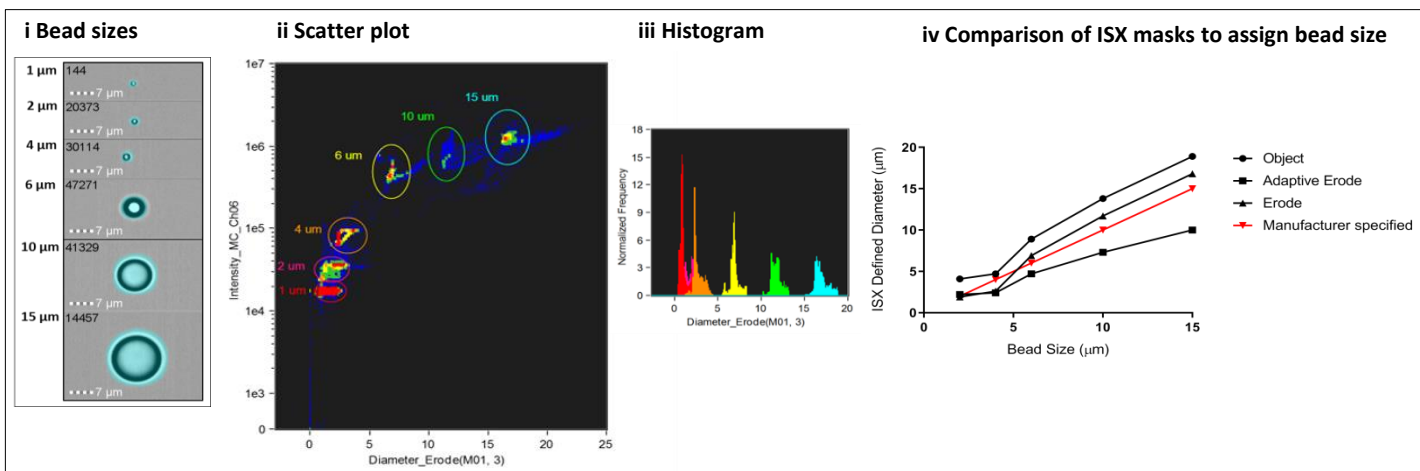 i Bead sizes
1 µm
144
7 µm
2 µm
20373
7 µm
4 µm
30114
7 µm
6 µm
47271
7 µm
10 µm
41329
7 µm
15 µm
14457
7 µm
ii Scatter plot
1e7
1e6
1e5
1e4
1e3
0
Intensity_MC_Ch06
15 um
10 um
6 um
4 um
2 um
1 um
0 5 10 15 20 25
Diameter_Erode(M01, 3)
iii Histogram
18
15
12
9
6
3
0
Normalized Frequency
0 5 10 15 20
Diameter_Erode(M01, 3)
iv Comparison of ISX masks to assign bead size
20
15
10
5
0
ISX Defined Diameter (µm)
0 5 10 15
Bead Size (µm)
Object
Adaptive Erode
Erode
Manufacturer specified